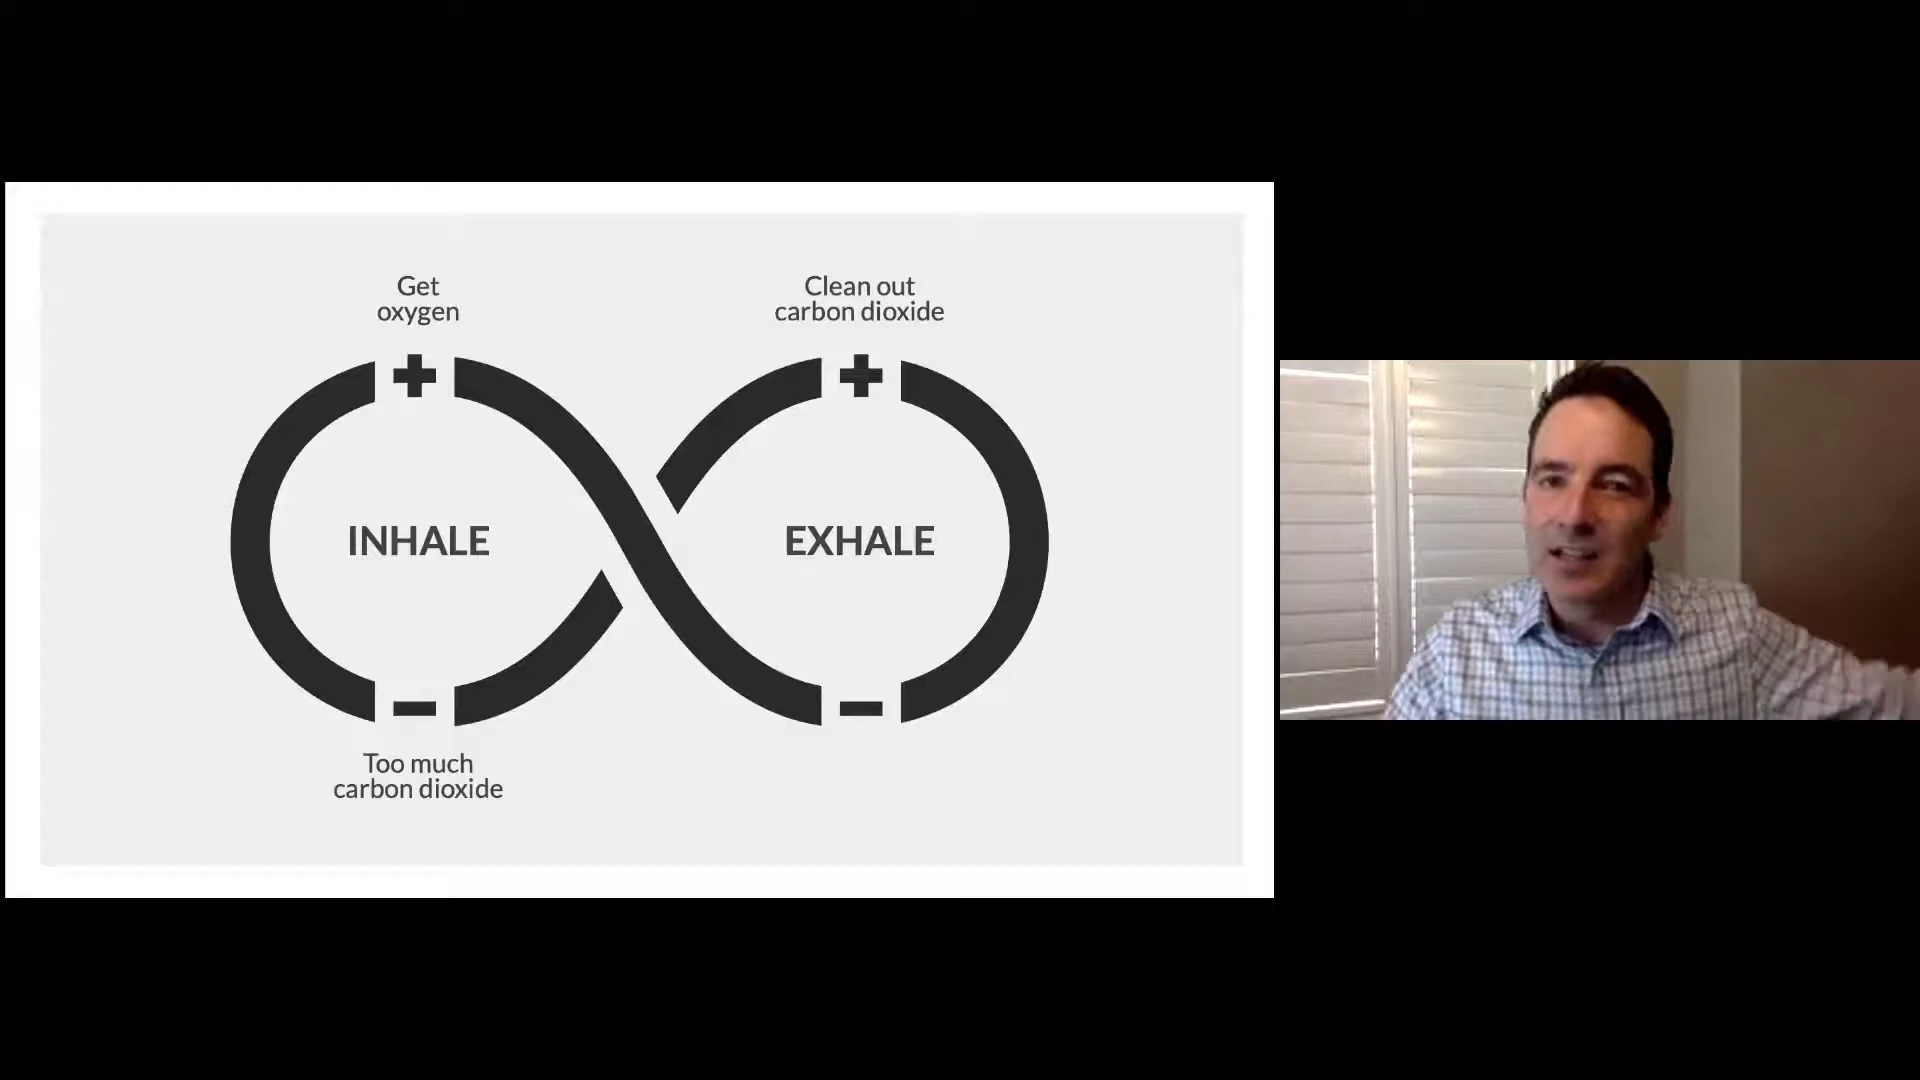 Get
oxygen
Clean out
carbon dioxide
+
+
INHALE
EXHALE
-
-
Too much
carbon dioxide